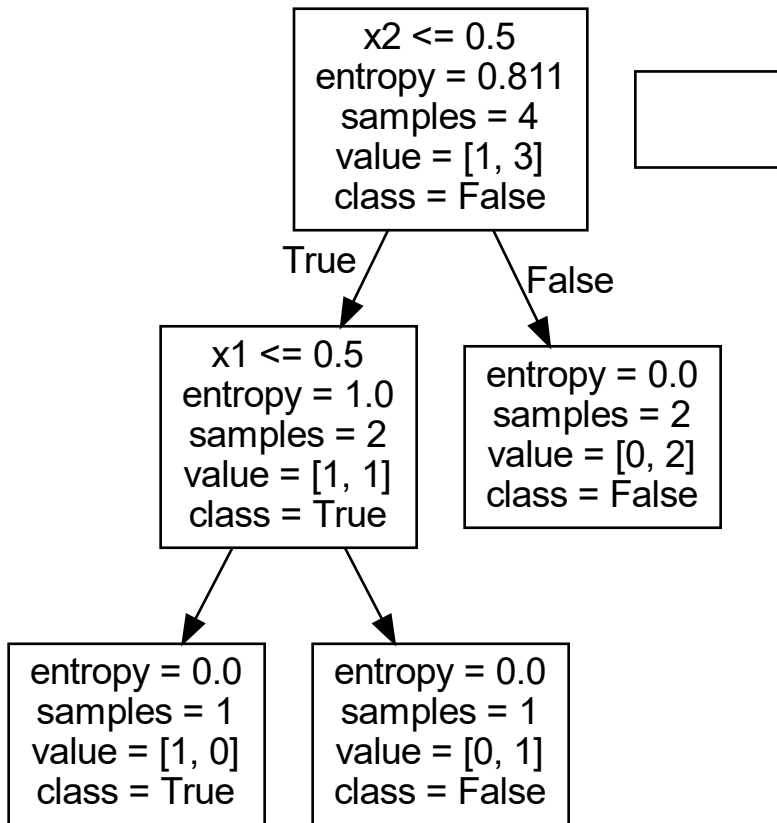 x2 <= 0.5
entropy = 0.811
samples = 4
value = [1, 3]
class = False
True
False
x1 <= 0.5
entropy = 1.0
samples = 2
value = [1, 1]
class = True
entropy = 0.0
samples = 2
value = [0, 2]
class = False
entropy = 0.0
samples = 1
value = [1, 0]
class = True
entropy = 0.0
samples = 1
value = [0, 1]
class = False